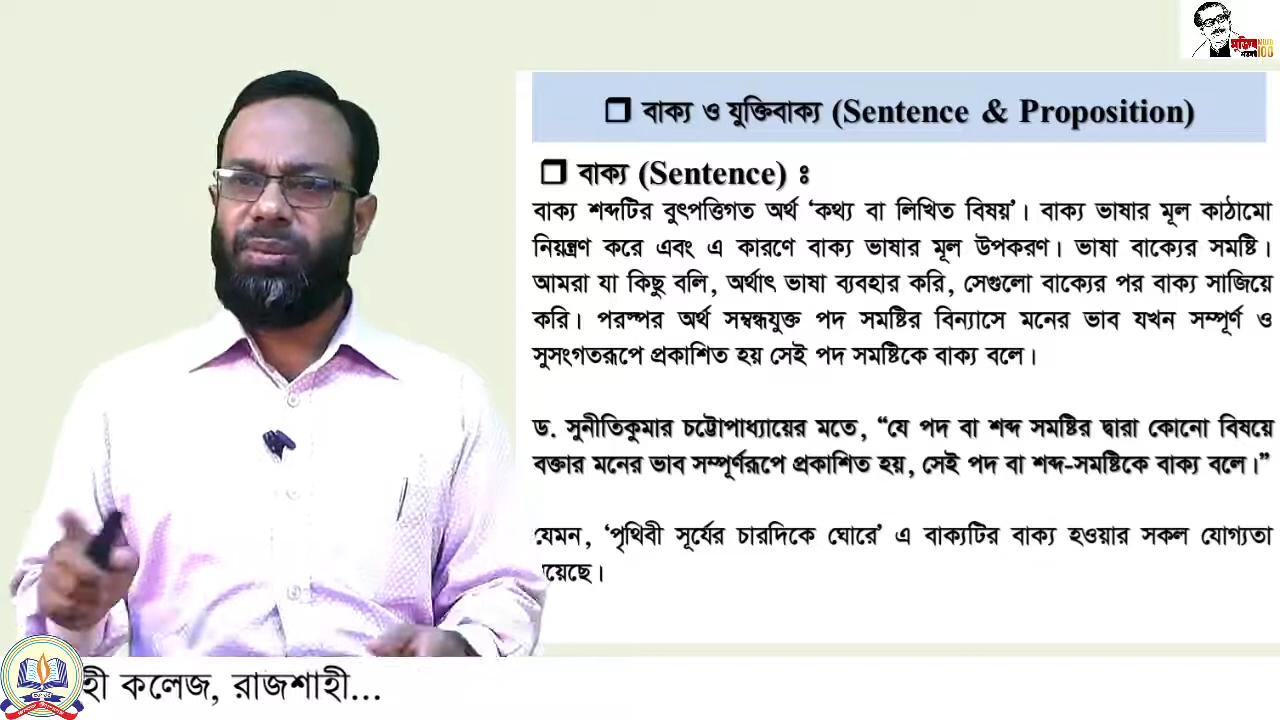 ❒ বাক্য ও যুক্তিবাক্য (Sentence & Proposition)
❒ বাক্য (Sentence) ঃ
বাক্য শব্দটির বুৎপত্তিগত অর্থ ‘কথ্য বা লিখিত বিষয়’। বাক্য ভাষার মূল কাঠামো
নিয়ন্ত্রণ করে এবং এ কারণে বাক্য ভাষার মূল উপকরণ। ভাষা বাক্যের সমষ্টি।
আমরা যা কিছু বলি, অর্থাৎ ভাষা ব্যবহার করি, সেগুলো বাক্যের পর বাক্য সাজিয়ে
করি। পরস্পর অর্থ সম্বন্ধযুক্ত পদ সমষ্টির বিন্যাসে মনের ভাব যখন সম্পূর্ণ ও
সুসংগতরূপে প্রকাশিত হয় সেই পদ সমষ্টিকে বাক্য বলে।
ড. সুনীতিকুমার চট্টোপাধ্যায়ের মতে, “যে পদ বা শব্দ সমষ্টির দ্বারা কোনো বিষয়ে
বক্তার মনের ভাব সম্পূর্ণরূপে প্রকাশিত হয়, সেই পদ বা শব্দ-সমষ্টিকে বাক্য বলে।”
যেমন, ‘পৃথিবী সূর্যের চারদিকে ঘোরে’ এ বাক্যটির বাক্য হওয়ার সকল যোগ্যতা
য়েছে।
হী কলেজ, রাজশাহী...
মুজিব
100